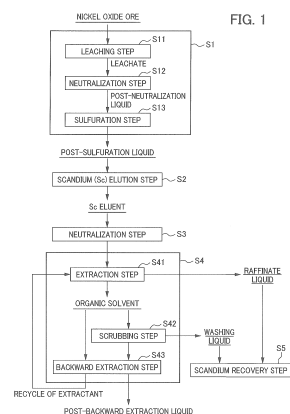 FIG. 1
NICKEL OXIDE ORE
S11
S1
LEACHING STEP
LEACHATE
S12
NEUTRALIZATION STEP
POST-NEUTRALIZATION
LIQUID
S13
SULFURATION STEP
POST-SULFURATION LIQUID
SCANDIUM (Sc) ELUTION STEP
S2
Sc ELUENT
NEUTRALIZATION STEP
S3
S41
S4
EXTRACTION STEP
RAFFINATE
LIQUID
ORGANIC SOLVENT
S42
SCRUBBING STEP
WASHING
LIQUID
S43
S5
BACKWARD EXTRACTION STEP
SCANDIUM RECOVERY STEP
RECYCLE OF EXTRACTANT
POST-BACKWARD EXTRACTION LIQUID